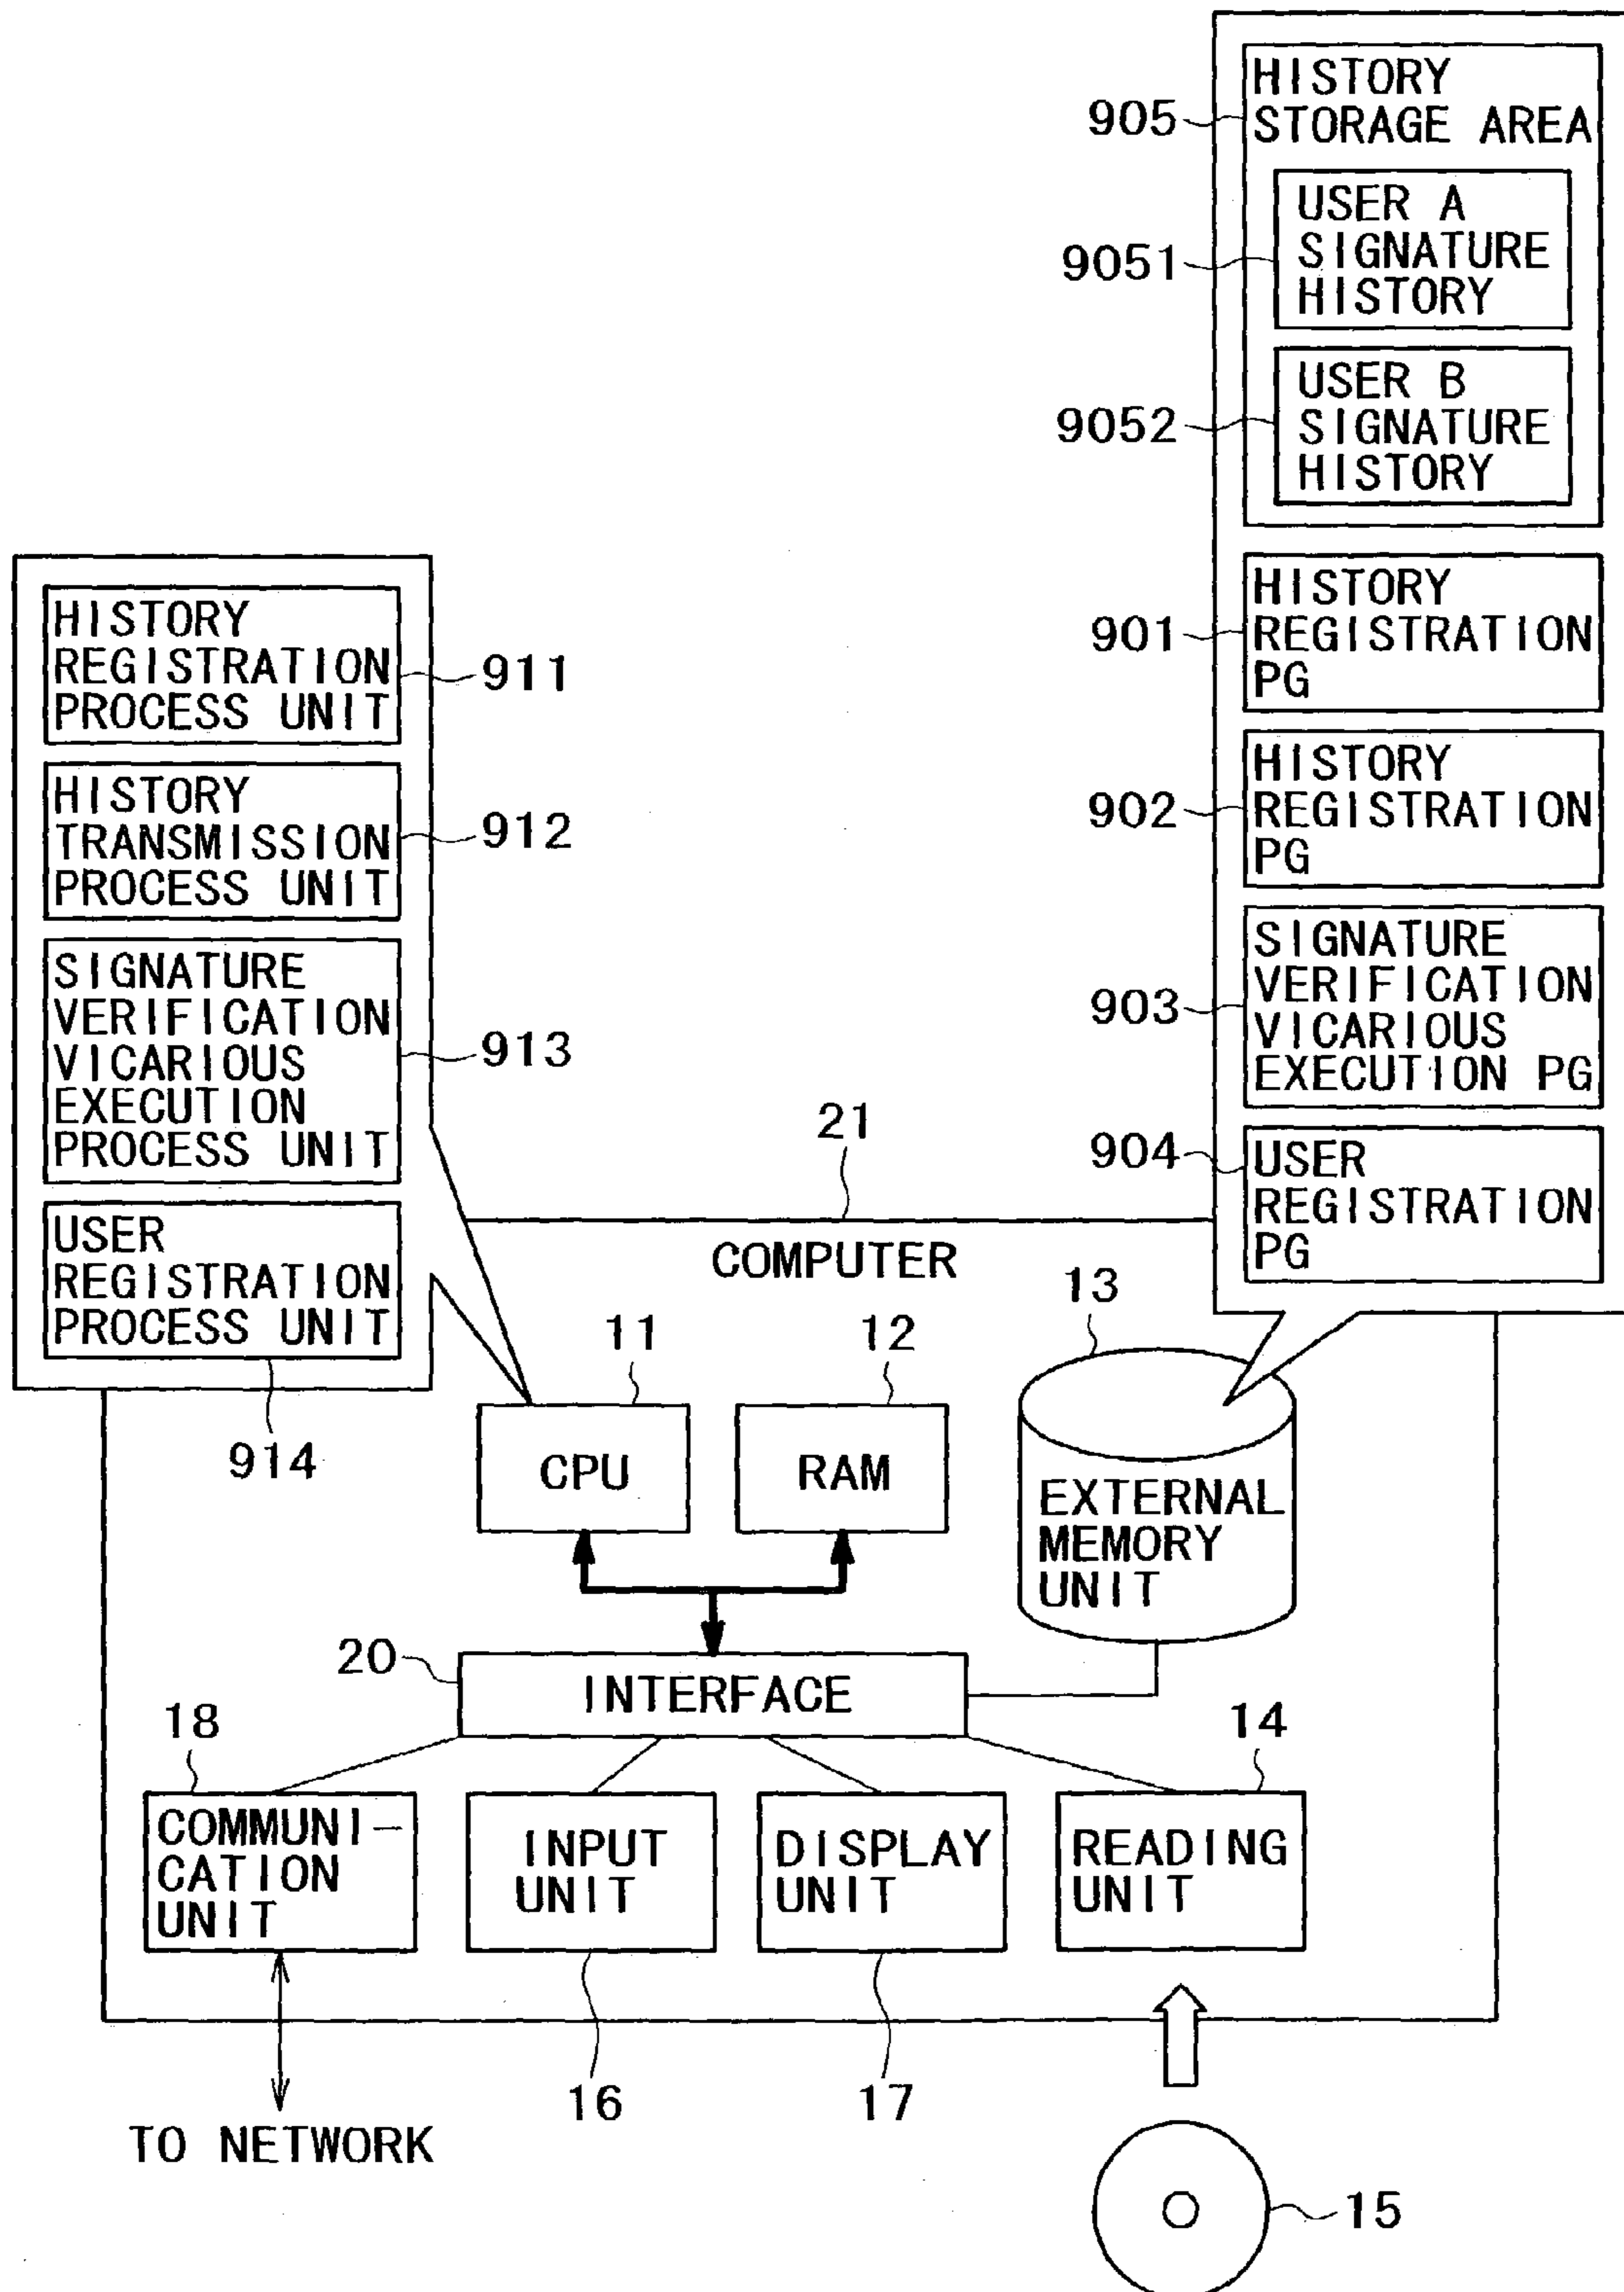 905
HISTORY
STORAGE AREA
9051
USER A
SIGNATURE
HISTORY
9052
USER B
SIGNATURE
HISTORY
901
HISTORY
REGISTRATION
PG
902
HISTORY
REGISTRATION
PG
903
SIGNATURE
VERIFICATION
VICARIOUS
EXECUTION PG
904
USER
REGISTRATION
PG
HISTORY
REGISTRATION
PROCESS UNIT
911
HISTORY
TRANSMISSION
PROCESS UNIT
912
SIGNATURE
VERIFICATION
VICARIOUS
EXECUTION
PROCESS UNIT
913
USER
REGISTRATION
PROCESS UNIT
914
21
COMPUTER
11
CPU
12
RAM
13
EXTERNAL
MEMORY
UNIT
20
INTERFACE
18
COMMUNI-
CATION
UNIT
INPUT
UNIT
16
DISPLAY
UNIT
17
14
READING
UNIT
TO NETWORK
15